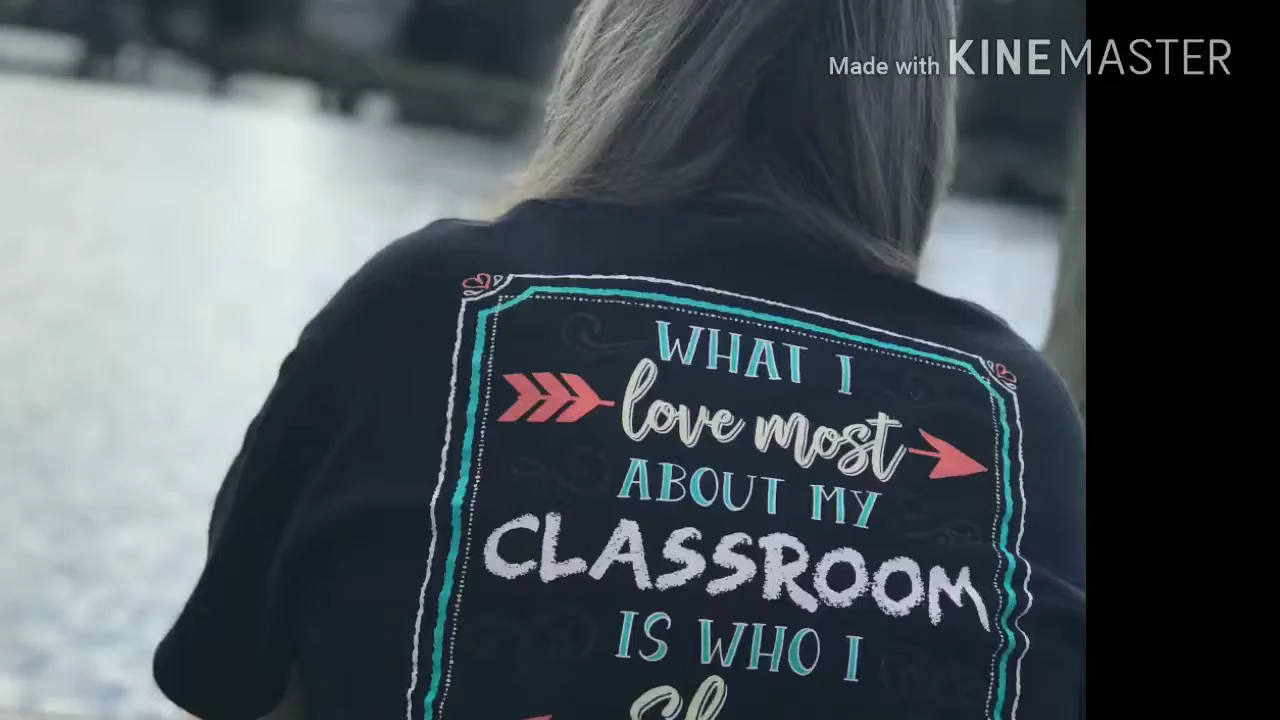 Made with KINEMASTER
WHAT I
love most
ABOUT MY
CLASSROOM
IS WHO I